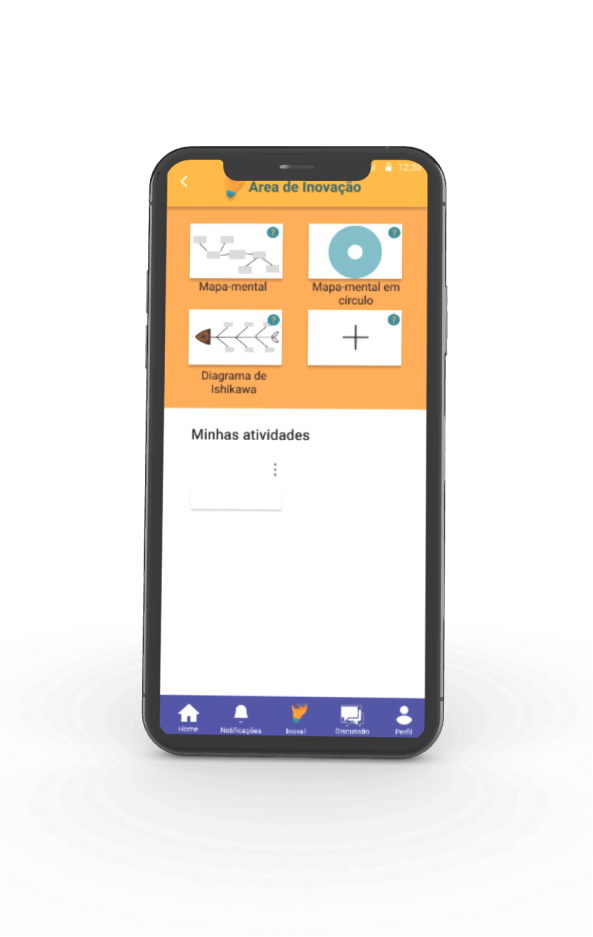 12:30
Área de Inovação
?
?
Mapa-mental
Mapa-mental em
círculo
?
?
Diagrama de
Ishikawa
Minhas atividades
Home
Notificações
Inova!
Discussão
Perfil